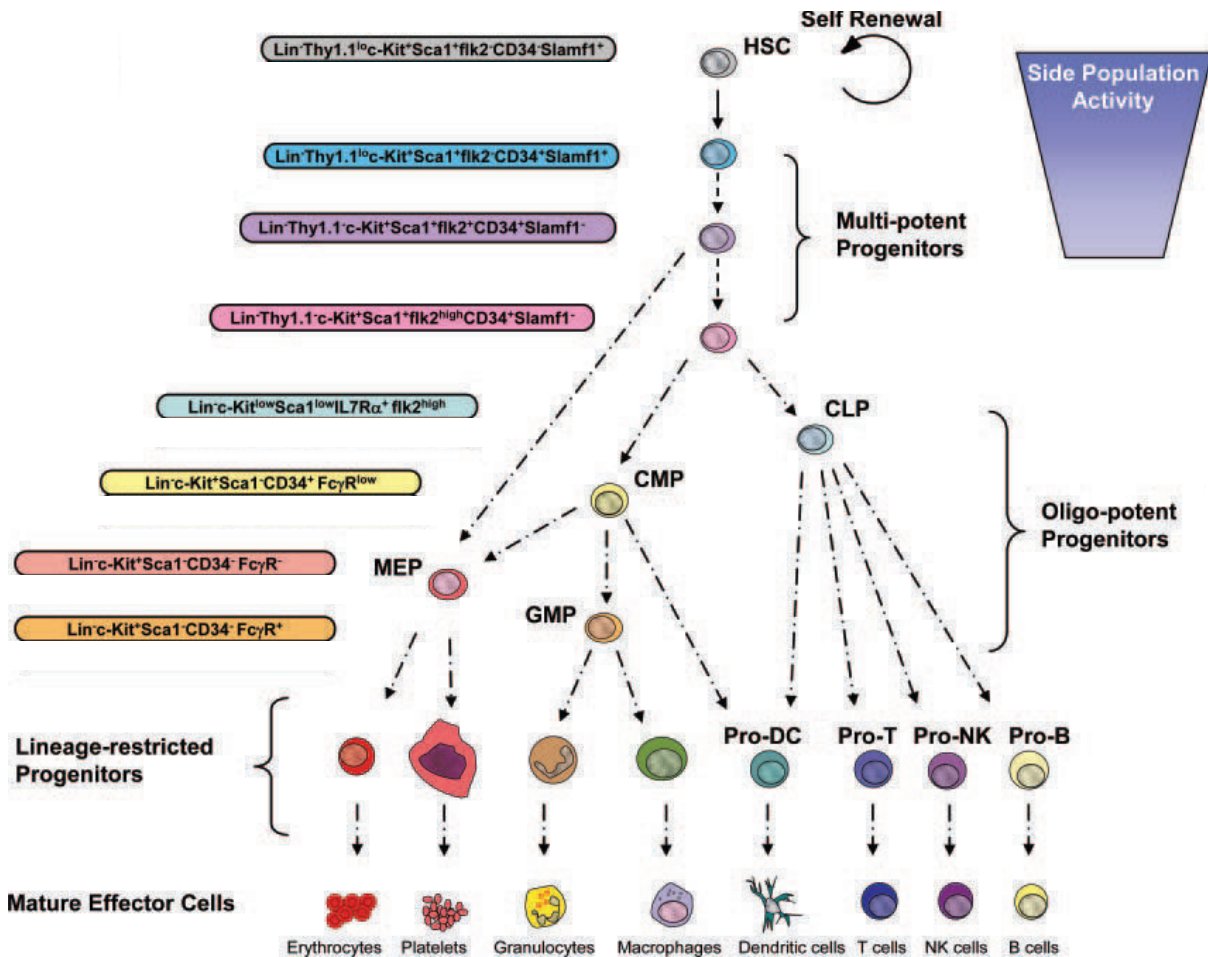 Self Renewal
HSC
Lin⁻Thy1.1ˡᵒc-Kit⁺Sca1⁺flk2⁻CD34⁻Slamf1⁺
Side Population
Activity
Lin⁻Thy1.1ˡᵒc-Kit⁺Sca1⁺flk2⁻CD34⁺Slamf1⁺
Lin⁻Thy1.1⁻c-Kit⁺Sca1⁺flk2⁺CD34⁺Slamf1⁻
Multi-potent
Progenitors
Lin⁻Thy1.1⁻c-Kit⁺Sca1⁺flk2ʰⁱᵍʰCD34⁺Slamf1⁻
Lin⁻c-KitˡᵒʷSca1ˡᵒʷIL7Rα⁺ flk2ʰⁱᵍʰ
CLP
Lin⁻c-Kit⁺Sca1⁻CD34⁺ FcγRˡᵒʷ
CMP
Oligo-potent
Progenitors
Lin⁻c-Kit⁺Sca1⁻CD34⁻ FcγR⁻
MEP
Lin⁻c-Kit⁺Sca1⁻CD34⁻ FcγR⁺
GMP
Lineage-restricted
Progenitors
Pro-DC Pro-T Pro-NK Pro-B
Mature Effector Cells
Erythrocytes Platelets Granulocytes Macrophages Dendritic cells T cells NK cells B cells